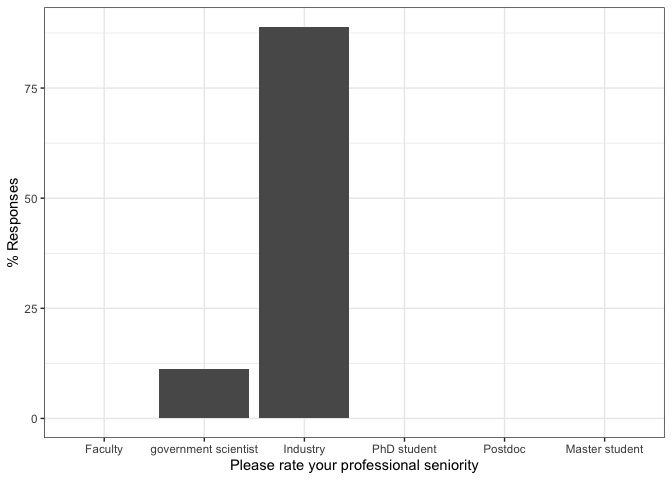 % Responses
75
50
25
0
Faculty
government scientist
Industry
PhD student
Postdoc
Master student
Please rate your professional seniority